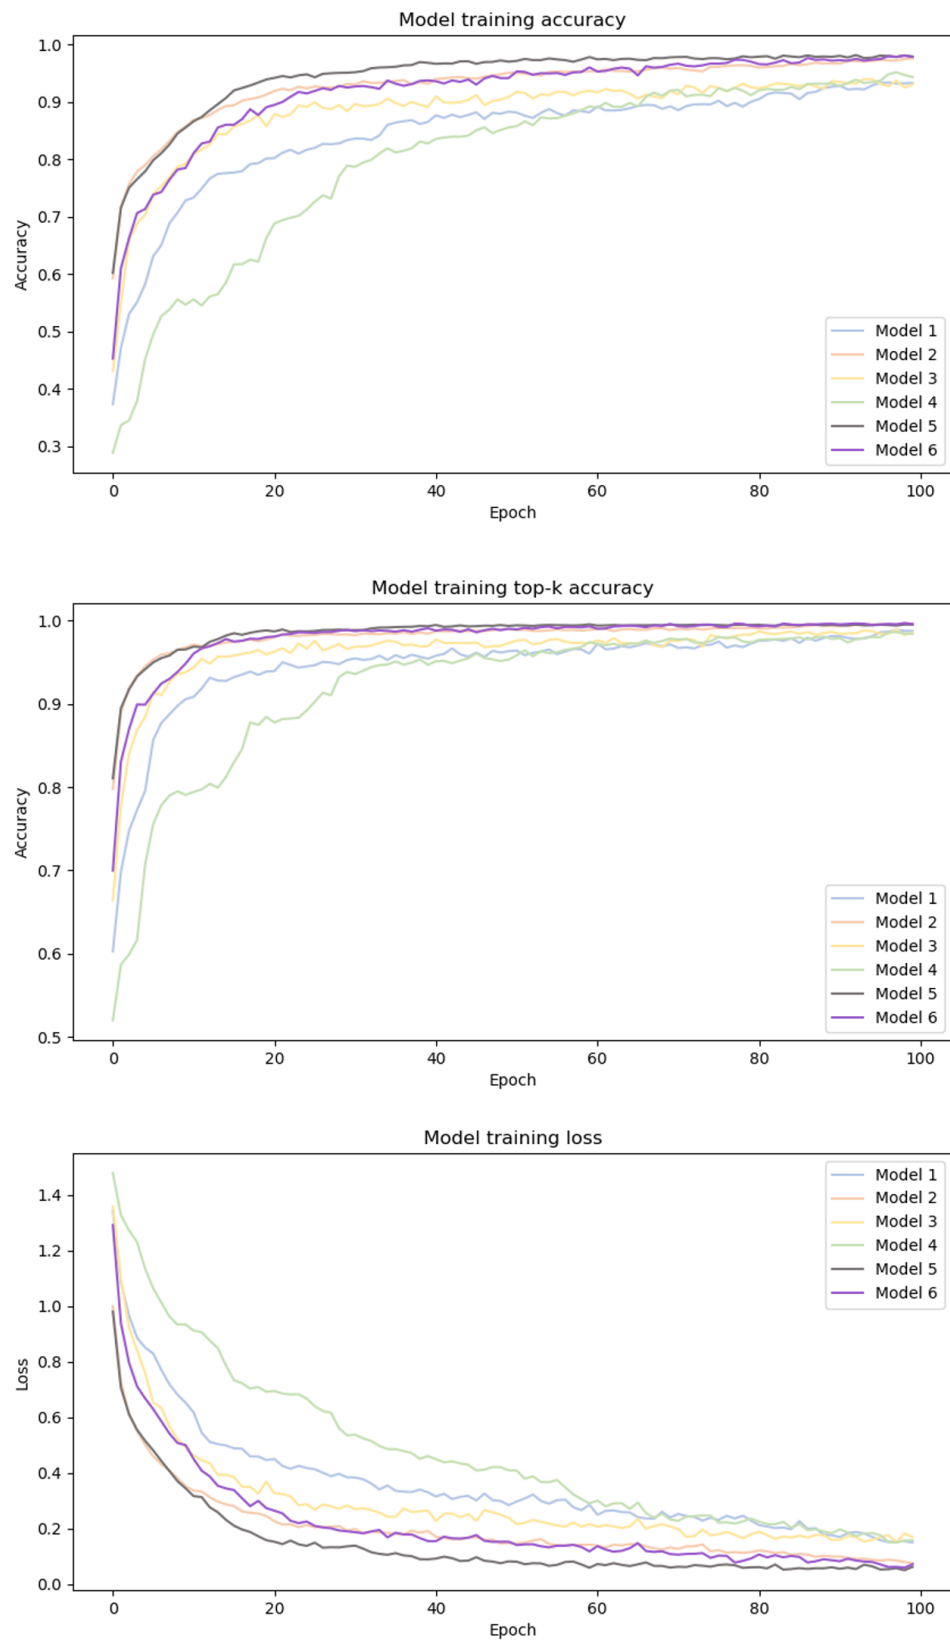 Model training accuracy
1.0
0.9
0.8
0.7
0.6
0.5
0.4
0.3
Accuracy
Model 1
Model 2
Model 3
Model 4
Model 5
Model 6
0 20 40 60 80 100
Epoch
Model training top-k accuracy
1.0
0.9
0.8
0.7
0.6
0.5
Accuracy
Model 1
Model 2
Model 3
Model 4
Model 5
Model 6
0 20 40 60 80 100
Epoch
Model training loss
1.4
1.2
1.0
0.8
0.6
0.4
0.2
0.0
Loss
Model 1
Model 2
Model 3
Model 4
Model 5
Model 6
0 20 40 60 80 100
Epoch